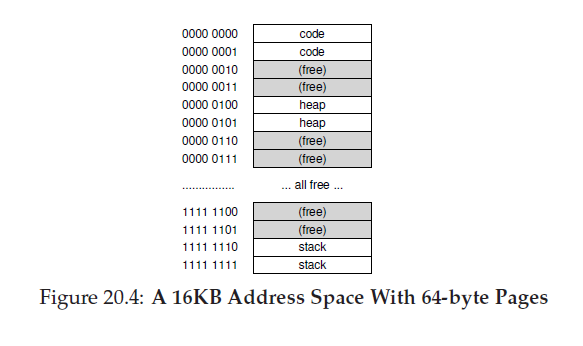 0000 0000 code
0000 0001 code
0000 0010 (free)
0000 0011 (free)
0000 0100 heap
0000 0101 heap
0000 0110 (free)
0000 0111 (free)
................ ... all free ...
1111 1100 (free)
1111 1101 (free)
1111 1110 stack
1111 1111 stack
Figure 20.4: A 16KB Address Space With 64-byte Pages